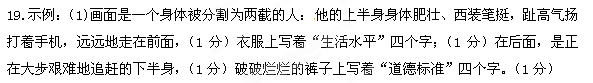 19.示例：(1)画面是一个身体被分割为两截的人：他的上半身身体肥壮、西装笔挺，趾高气扬
打着手机，远远地走在前面，(1分)衣服上写着“生活水平”四个字；(1分)在后面，是正
在大步艰难地追赶的下半身，(1分)破破烂烂的裤子上写着“道德标准”四个字。(1分)